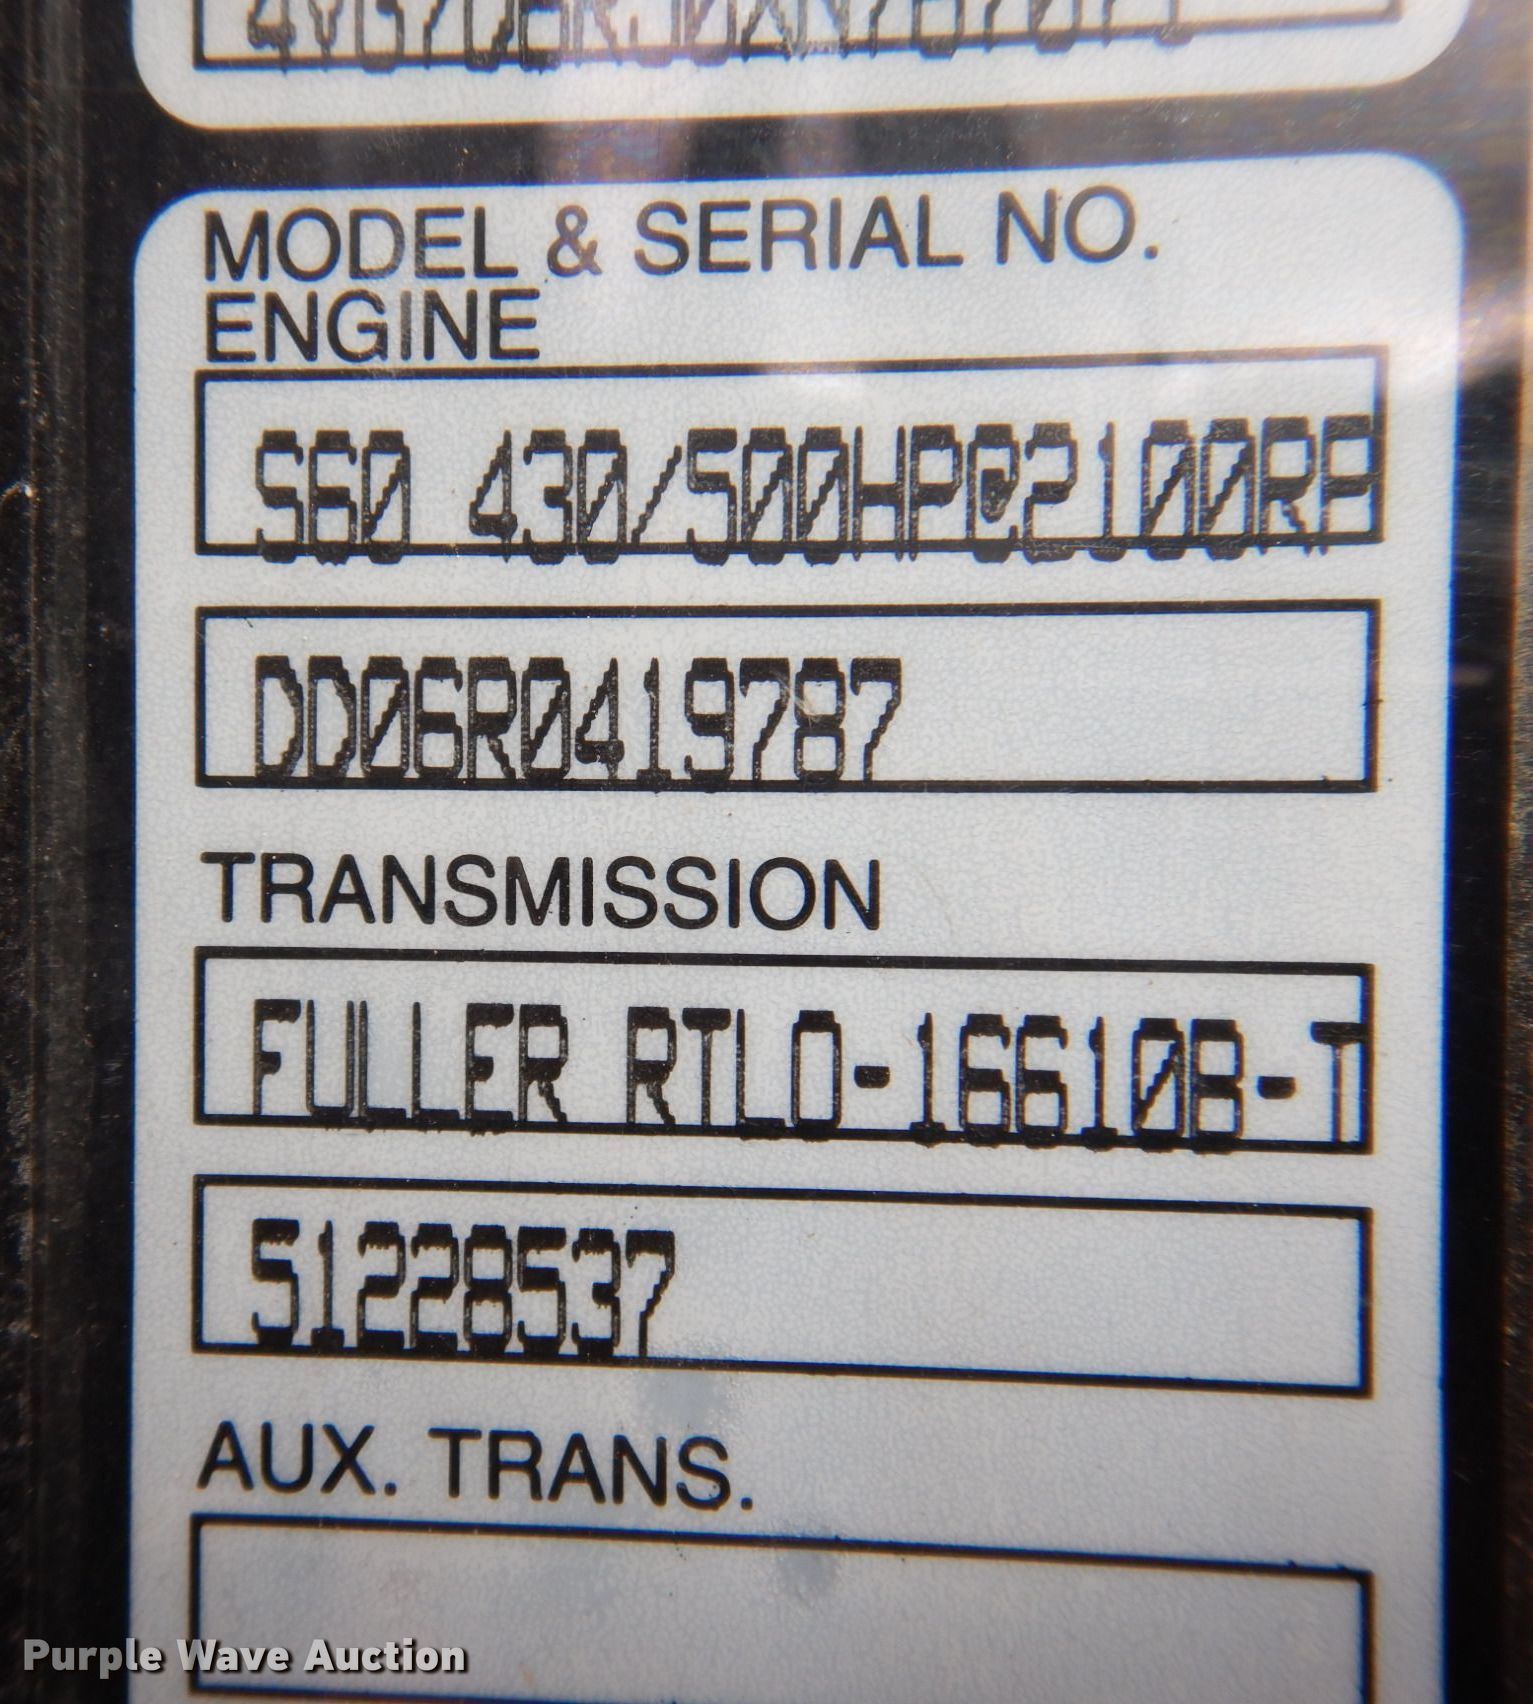 MODEL & SERIAL NO.
ENGINE
S60 430/500HP@2100RP
DD06R0419787
TRANSMISSION
FULLER RTLO-16610B-T
51228537
AUX. TRANS.
Purple Wave Auction